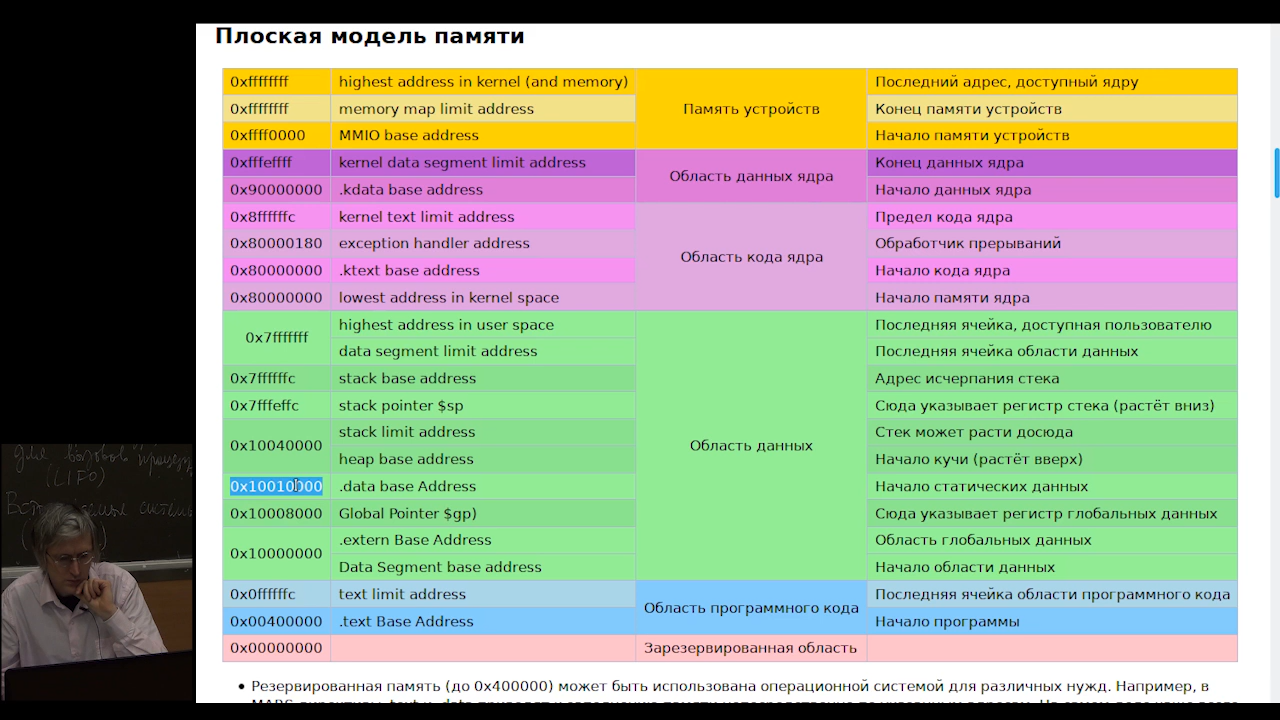 Плоская модель памяти
0xffffffff highest address in kernel (and memory) Последний адрес, доступный ядру
0xffffffff memory map limit address Память устройств Конец памяти устройств
0xffff0000 MMIO base address Начало памяти устройств
0xfffeffff kernel data segment limit address Область данных ядра Конец данных ядра
0x90000000 .kdata base address Начало данных ядра
0x8ffffffc kernel text limit address Предел кода ядра
0x80000180 exception handler address Область кода ядра Обработчик прерываний
0x80000000 .ktext base address Начало кода ядра
0x80000000 lowest address in kernel space Начало памяти ядра
0x7fffffff highest address in user space Последняя ячейка, доступная пользователю
data segment limit address Последняя ячейка области данных
0x7ffffffc stack base address Адрес исчерпания стека
0x7fffeffc stack pointer $sp Сюда указывает регистр стека (растёт вниз)
0x10040000 stack limit address Область данных Стек может расти досюда
heap base address Начало кучи (растёт вверх)
0x10010000 .data base Address Начало статических данных
0x10008000 Global Pointer $gp) Сюда указывает регистр глобальных данных
0x10000000 .extern Base Address Область глобальных данных
Data Segment base address Начало области данных
0x0ffffffc text limit address Область программного кода Последняя ячейка области программного кода
0x00400000 .text Base Address Начало программы
0x00000000 Зарезервированная область
• Резервированная память (до 0x400000) может быть использована операционной системой для различных нужд. Например, в
(LIFO)